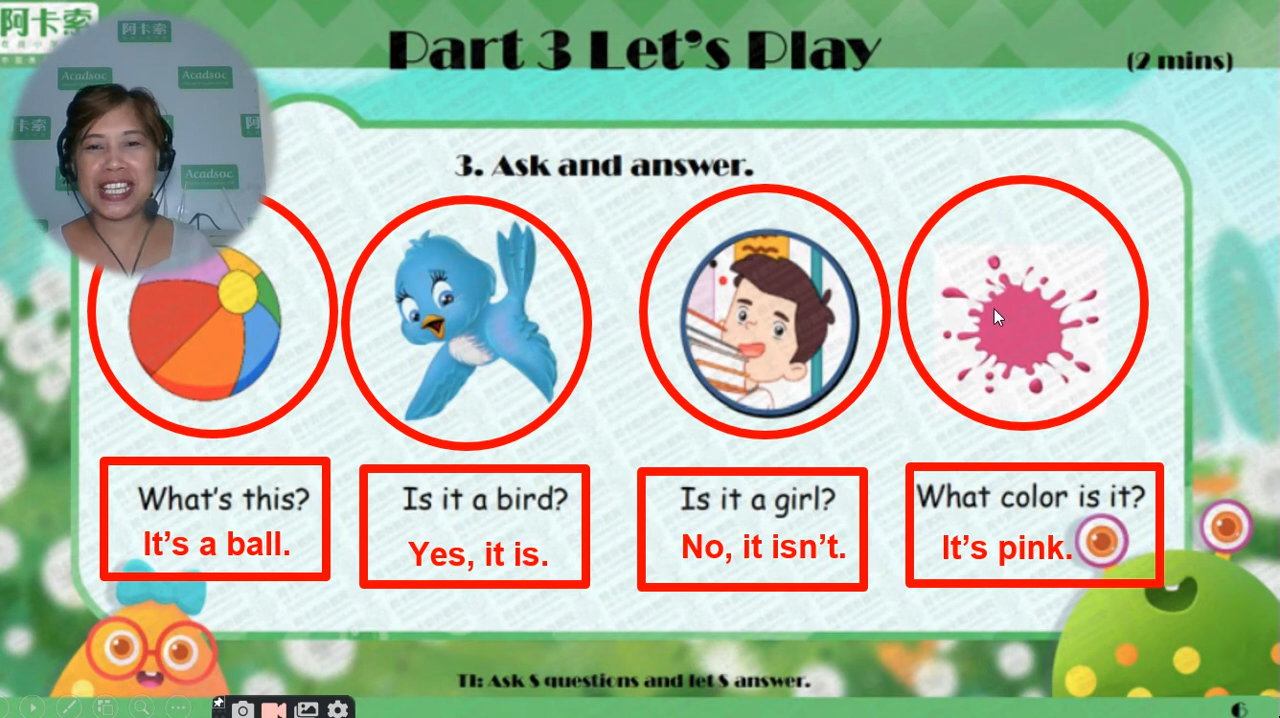 阿卡索
阿卡索
Acadsoc
Acadsoc
卡索
阿
Acadsoc
Part 3 Let's Play
(2 mins)
3. Ask and answer.
What's this?
Is it a bird?
Is it a girl?
What color is it?
It's a ball.
Yes, it is.
No, it isn't.
It's pink.
TI: Ask S questions and let S answer.
6